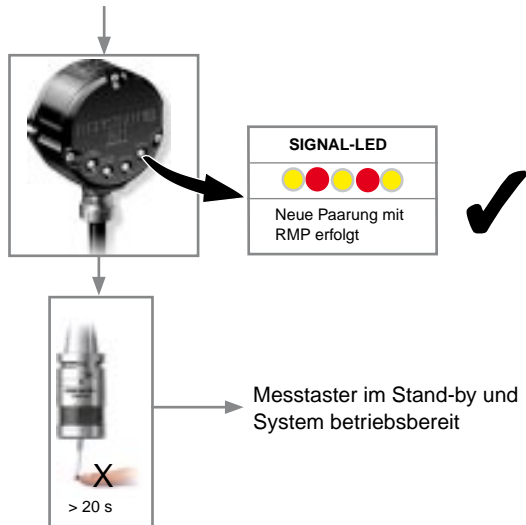 SIGNAL-LED
Neue Paarung mit
RMP erfolgt
Messtaster im Stand-by und
System betriebsbereit
X
> 20 s